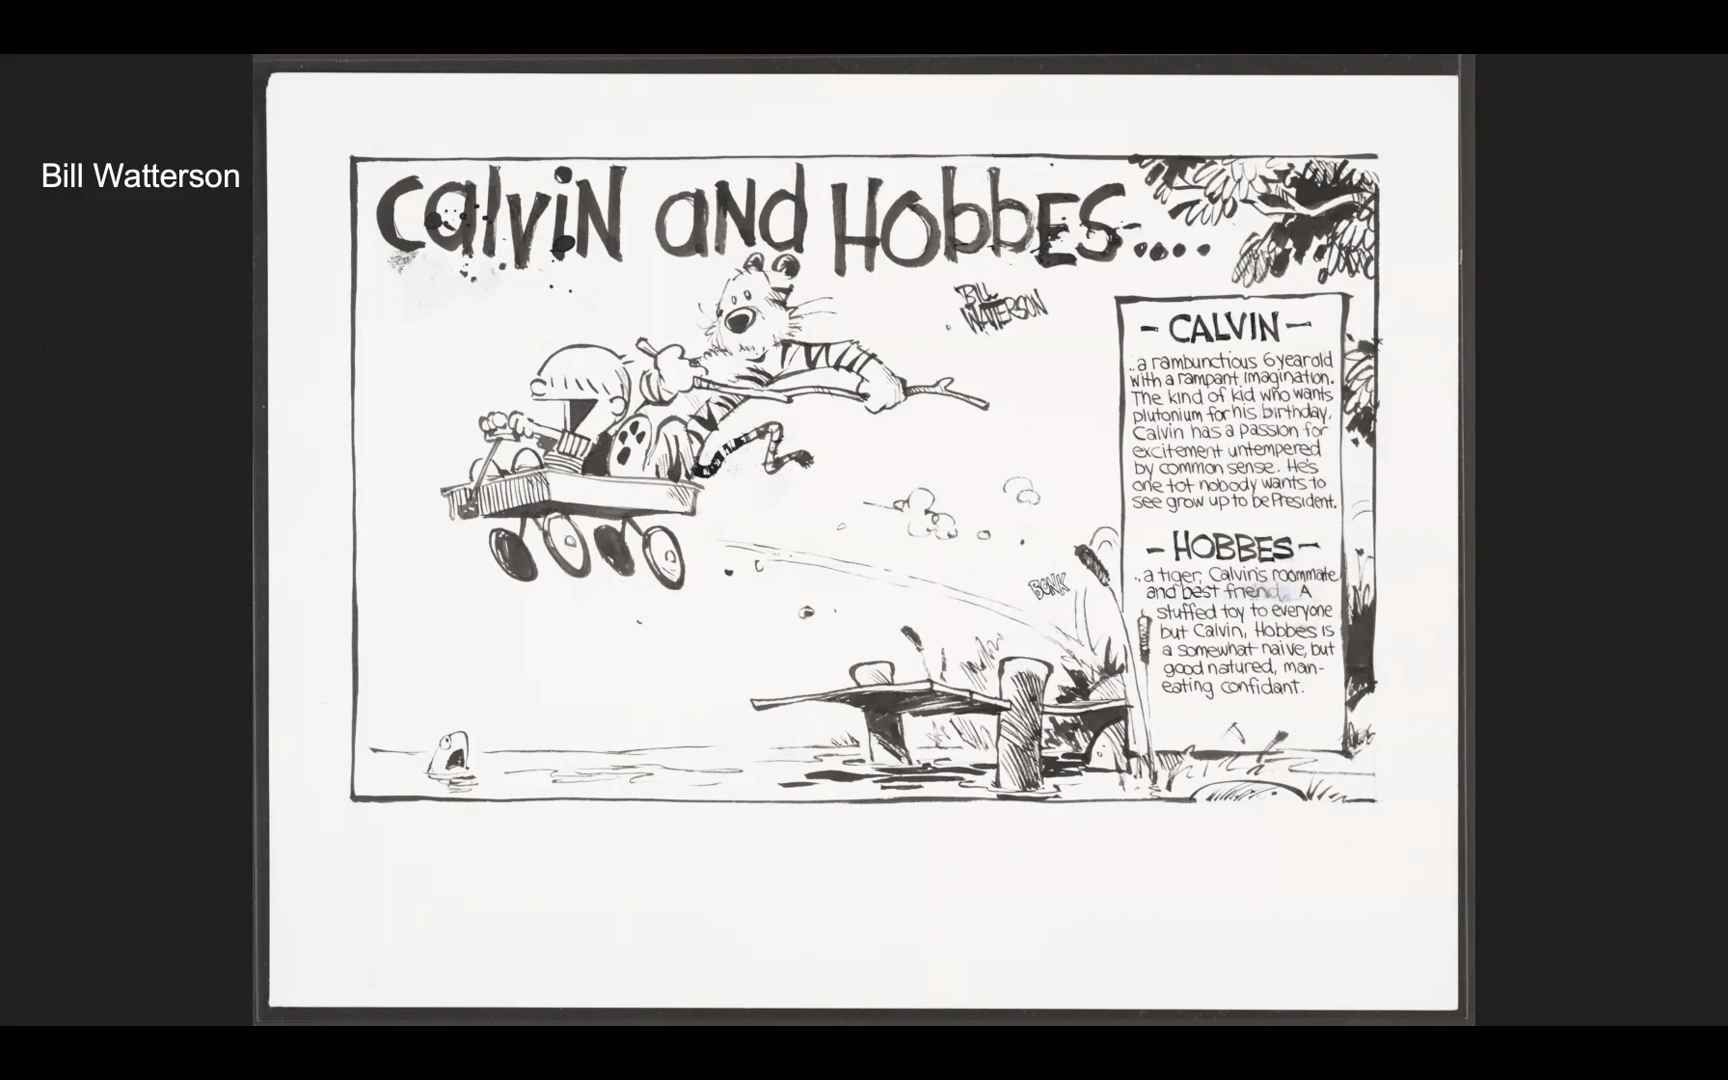 Bill Watterson
Calvin and Hobbes....
BILL
WATTERSON
- CALVIN -
..a rambunctious 6 year old
with a rampant imagination.
The kind of kid who wants
plutonium for his birthday,
Calvin has a passion for
excitement untempered
by common sense. He's
one tot nobody wants to
see grow up to be President.
- HOBBES -
..a tiger, Calvin's roommate
and best friend. A
stuffed toy to everyone
but Calvin, Hobbes is
a somewhat naive, but
good natured, man-
eating confidant.
BONK